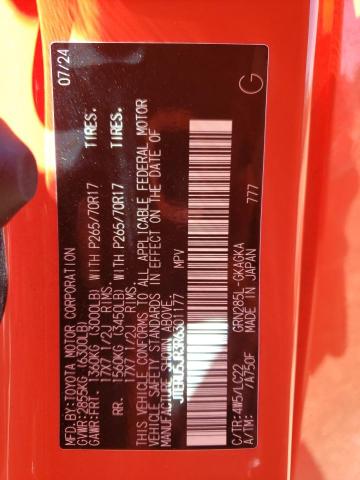 MFD.BY:TOYOTA MOTOR CORPORATION 07/24
GVWR:2855KG (6300LB)
GAWR:FRT. 1360KG (3000LB) WITH P265/70R17 TIRES.
17X7 1/2J RIMS
RR. 1560KG (3450LB) WITH P265/70R17 TIRES.
17X7 1/2J RIMS
THIS VEHICLE CONFORMS TO ALL APPLICABLE FEDERAL MOTOR
VEHICLE SAFETY STANDARDS IN EFFECT ON THE DATE OF
MANUFACTURE SHOWN ABOVE.
MPV
C/TR:4W5/LC22 GRN285L-GKAGKA
A/TM: /A750F MADE IN JAPAN
777
G